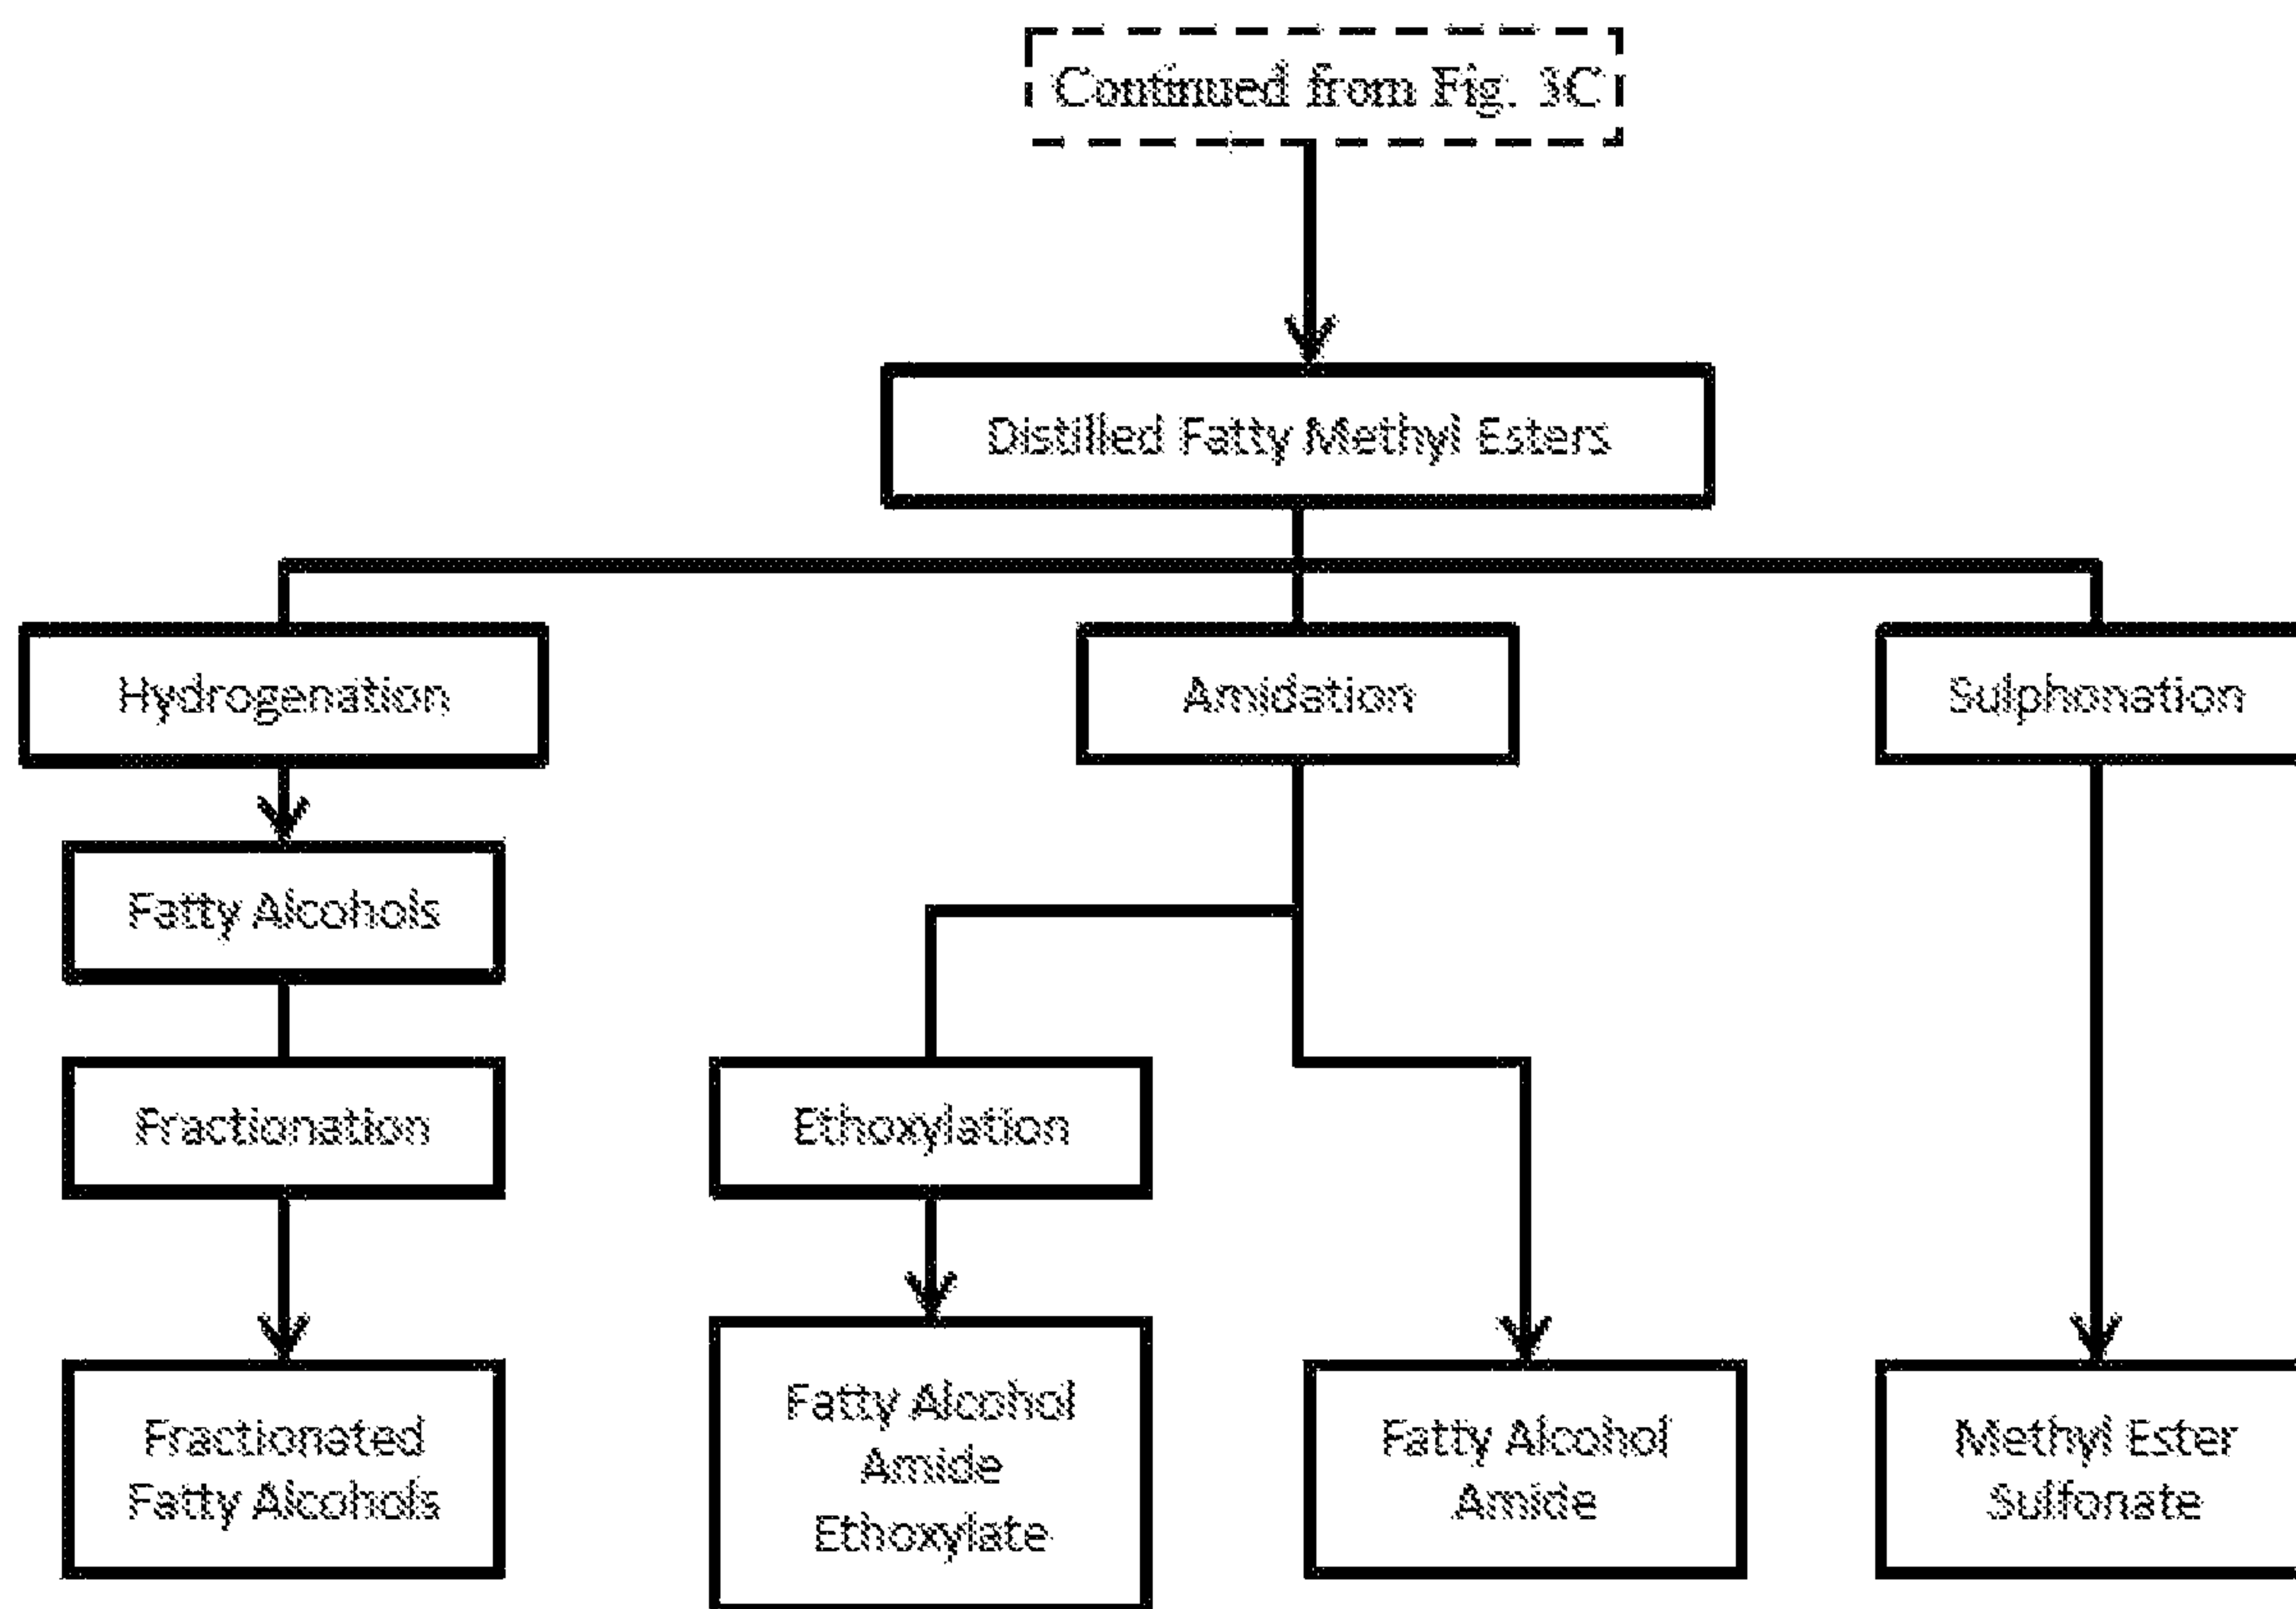 Continued from Fig. 3C
Distilled Fatty Methyl Esters
Hydrogenation
Amidation
Sulphonation
Fatty Alcohols
Fractionation
Ethoxylation
Fractionated
Fatty Alcohols
Fatty Alcohol
Amide
Ethoxylate
Fatty Alcohol
Amide
Methyl Ester
Sulfonate